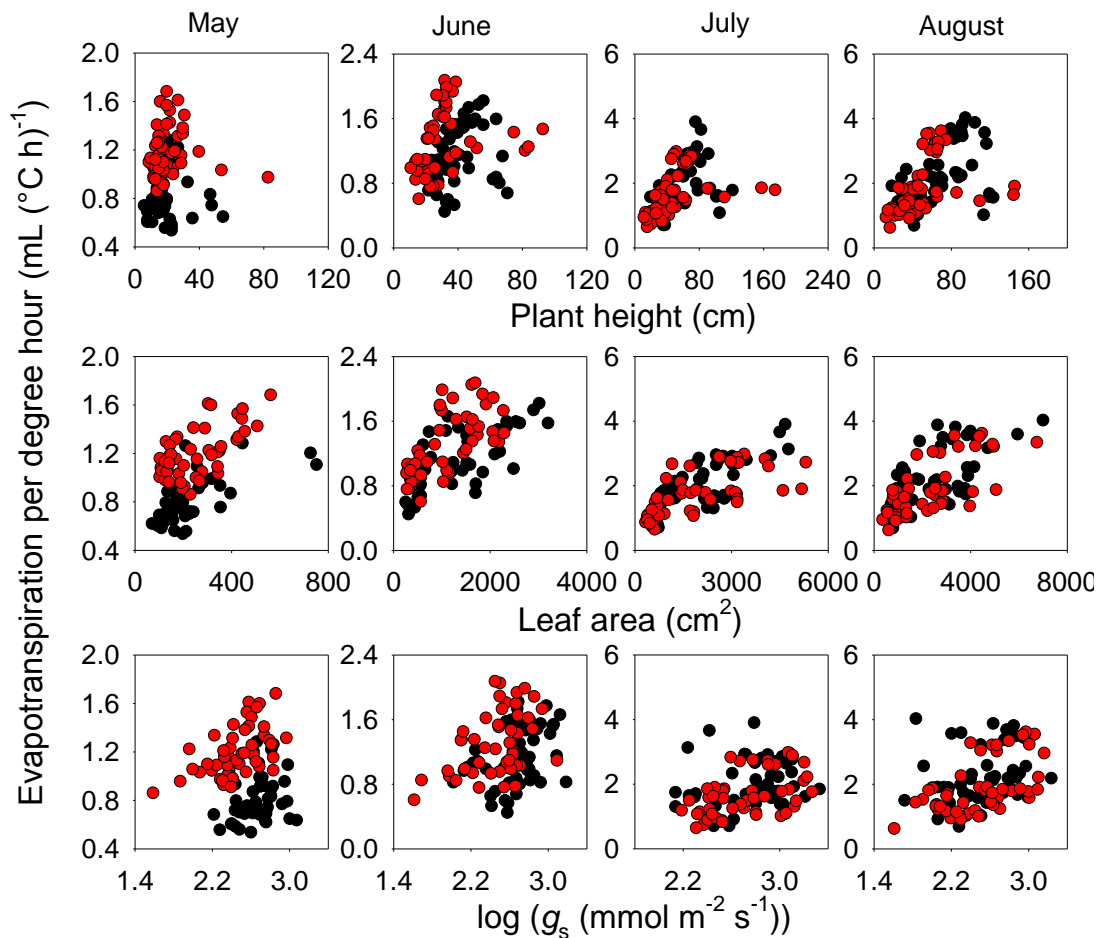 May June July August
Evapotranspiration per degree hour (mL (° C h)⁻¹)
2.0 2.4 6 6
1.6 1.8 4 4
1.2 1.2
0.8 0.6 2 2
0.4 0.0 0 0
0 40 80 120 0 40 80 120 0 80 160 240 0 80 160
Plant height (cm)
2.0 2.4 6 6
1.6 1.6 4 4
1.2
0.8 0.8 2 2
0.4 0.0 0 0
0 400 800 0 1000 2000 4000 0 3000 6000 0 4000 8000
Leaf area (cm²)
2.0 2.4 6 6
1.6 1.6 4 4
1.2
0.8 0.8 2 2
0.4 0.0 0 0
1.4 2.2 3.0 1.4 2.2 3.0 2.2 3.0 1.4 2.2 3.0
log (gₛ (mmol m⁻² s⁻¹))